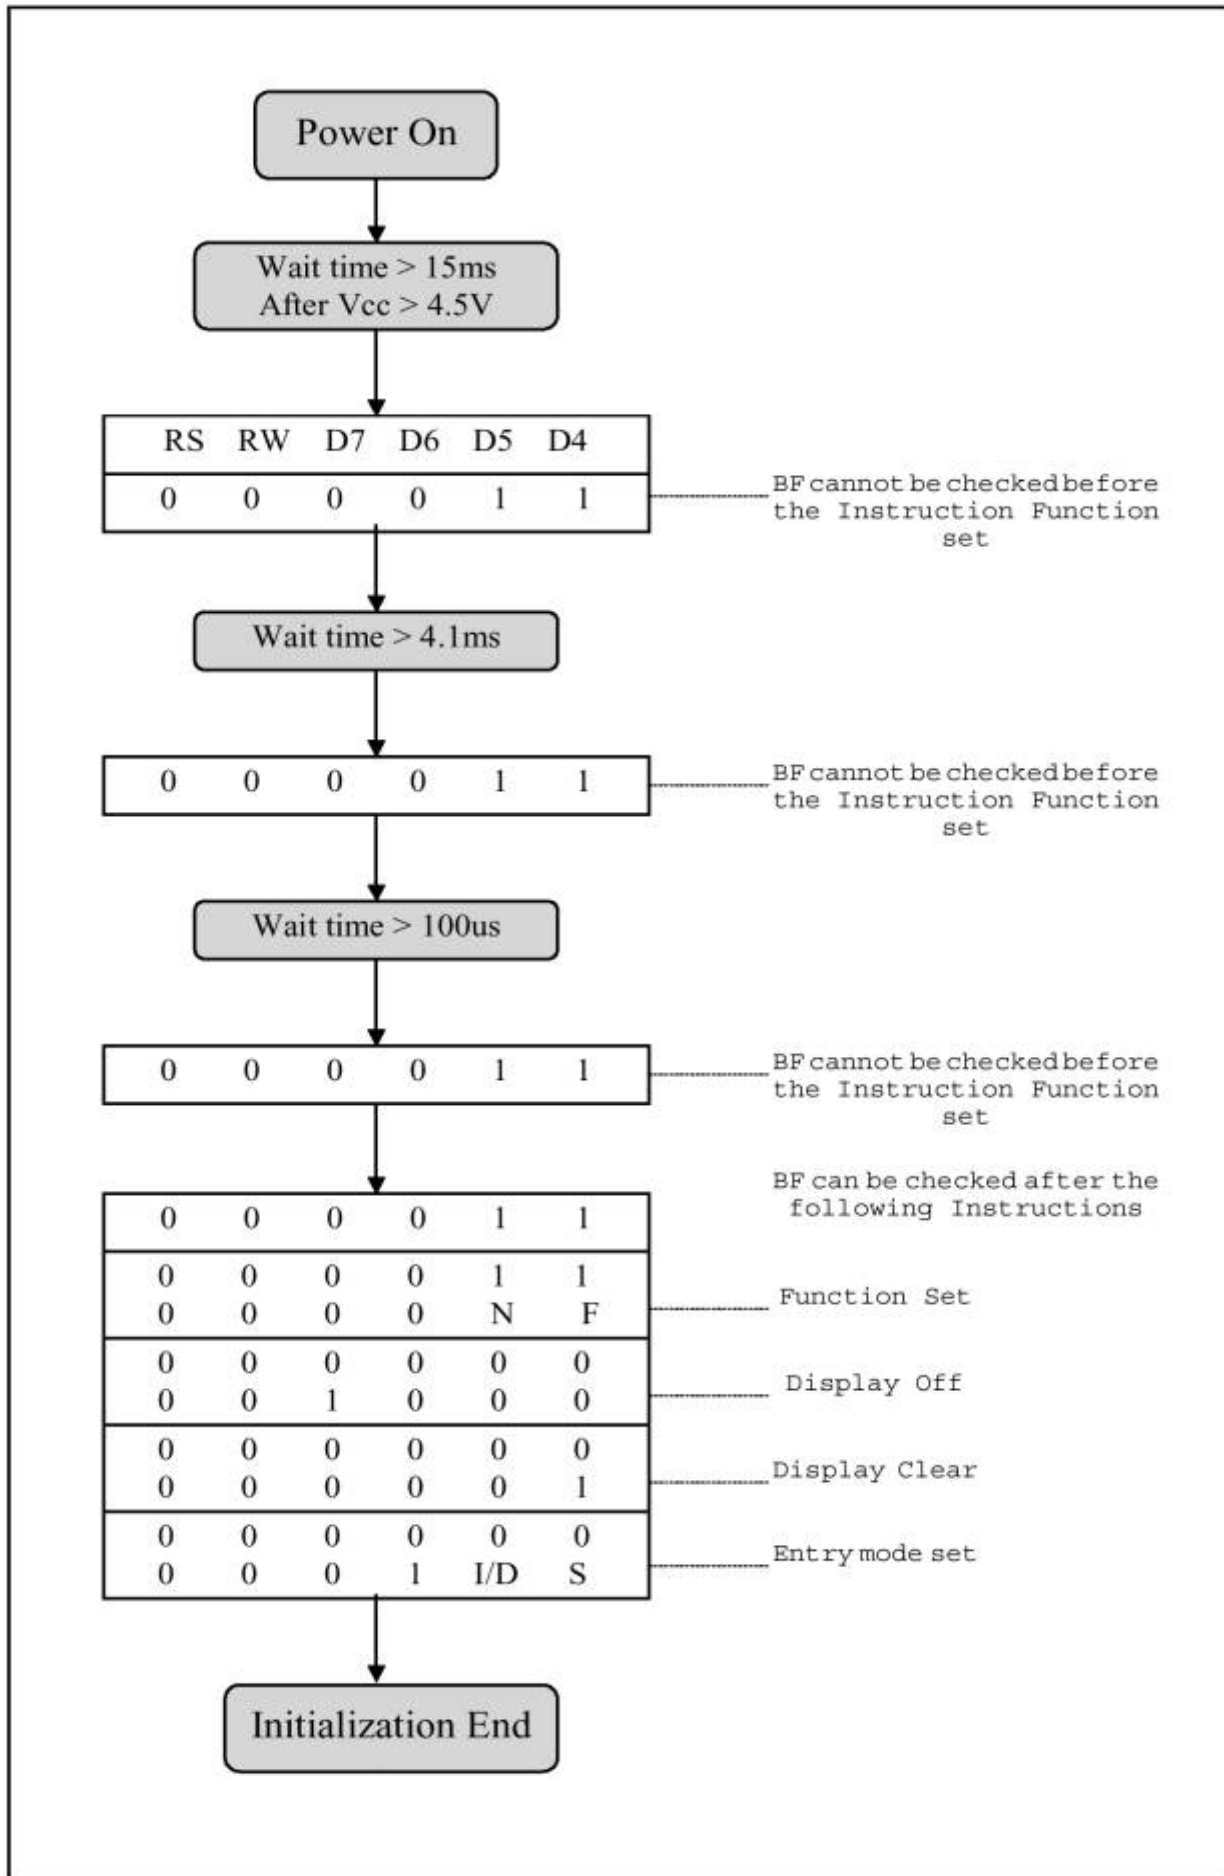 Power On
Wait time > 15ms
After Vcc > 4.5V
RS RW D7 D6 D5 D4
0 0 0 0 1 1
BF cannot be checked before
the Instruction Function
set
Wait time > 4.1ms
0 0 0 0 1 1
BF cannot be checked before
the Instruction Function
set
Wait time > 100us
0 0 0 0 1 1
BF cannot be checked before
the Instruction Function
set
BF can be checked after the
following Instructions
0 0 0 0 1 1
0 0 0 0 1 1
0 0 0 0 N F
Function Set
0 0 0 0 0 0
0 0 1 0 0 0
Display Off
0 0 0 0 0 0
0 0 0 0 0 1
Display Clear
0 0 0 0 0 0
0 0 0 1 I/D S
Entry mode set
Initialization End